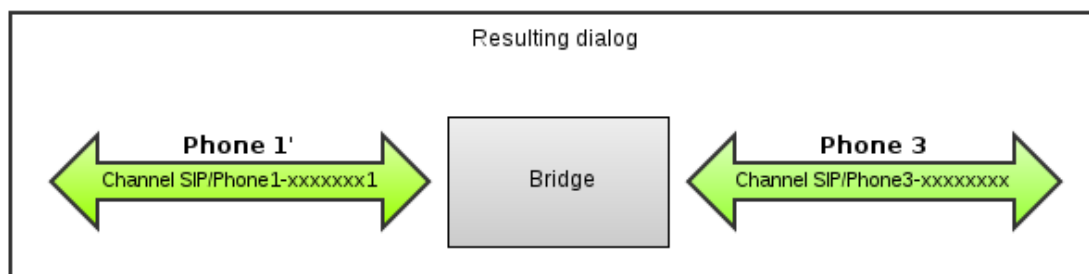 Resulting dialog
Phone 1'
Channel SIP/Phone1-xxxxxxx1
Bridge
Phone 3
Channel SIP/Phone3-xxxxxxxx